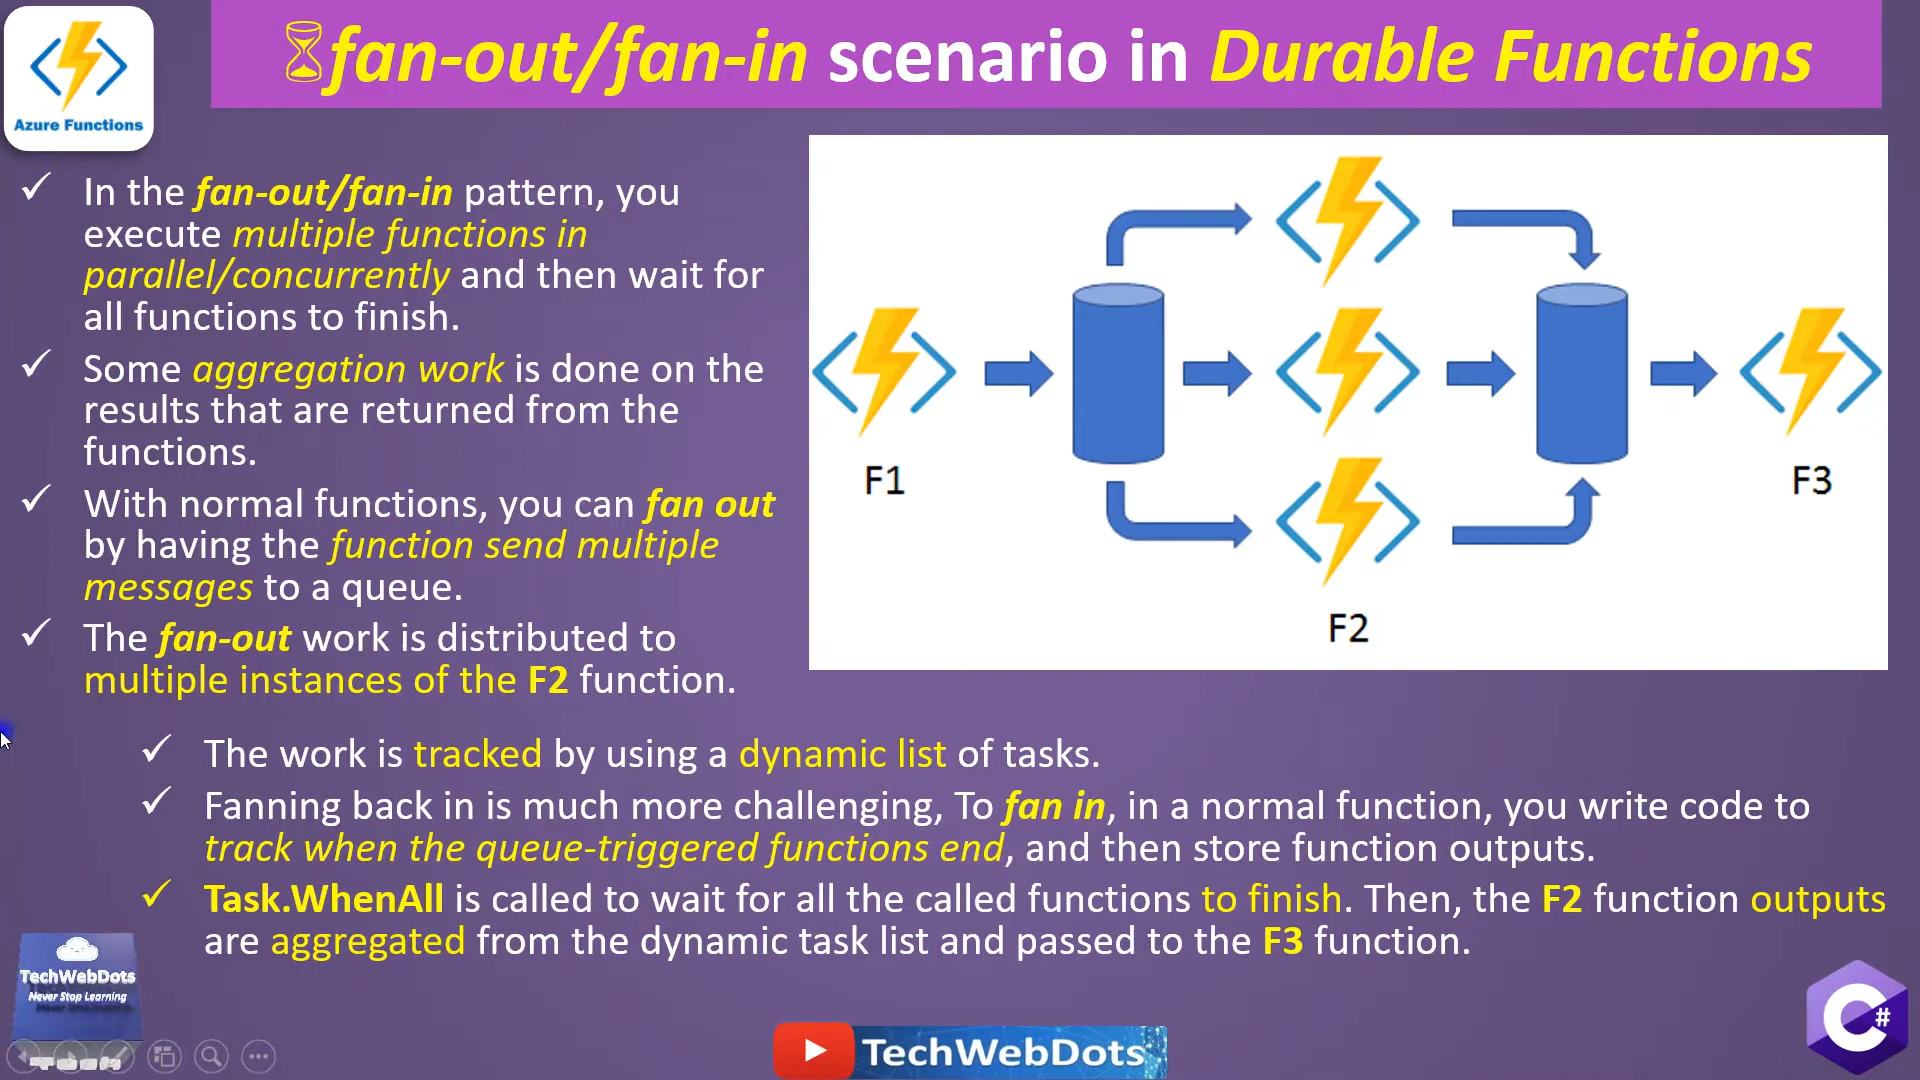 fan-out/fan-in scenario in Durable Functions
Azure Functions
In the fan-out/fan-in pattern, you
execute multiple functions in
parallel/concurrently and then wait for
all functions to finish.
Some aggregation work is done on the
results that are returned from the
functions.
With normal functions, you can fan out
by having the function send multiple
messages to a queue.
The fan-out work is distributed to
multiple instances of the F2 function.
F1
F2
F3
The work is tracked by using a dynamic list of tasks.
Fanning back in is much more challenging, To fan in, in a normal function, you write code to
track when the queue-triggered functions end, and then store function outputs.
Task.WhenAll is called to wait for all the called functions to finish. Then, the F2 function outputs
are aggregated from the dynamic task list and passed to the F3 function.
TechWebDots
Never Stop Learning
TechWebDots
C#